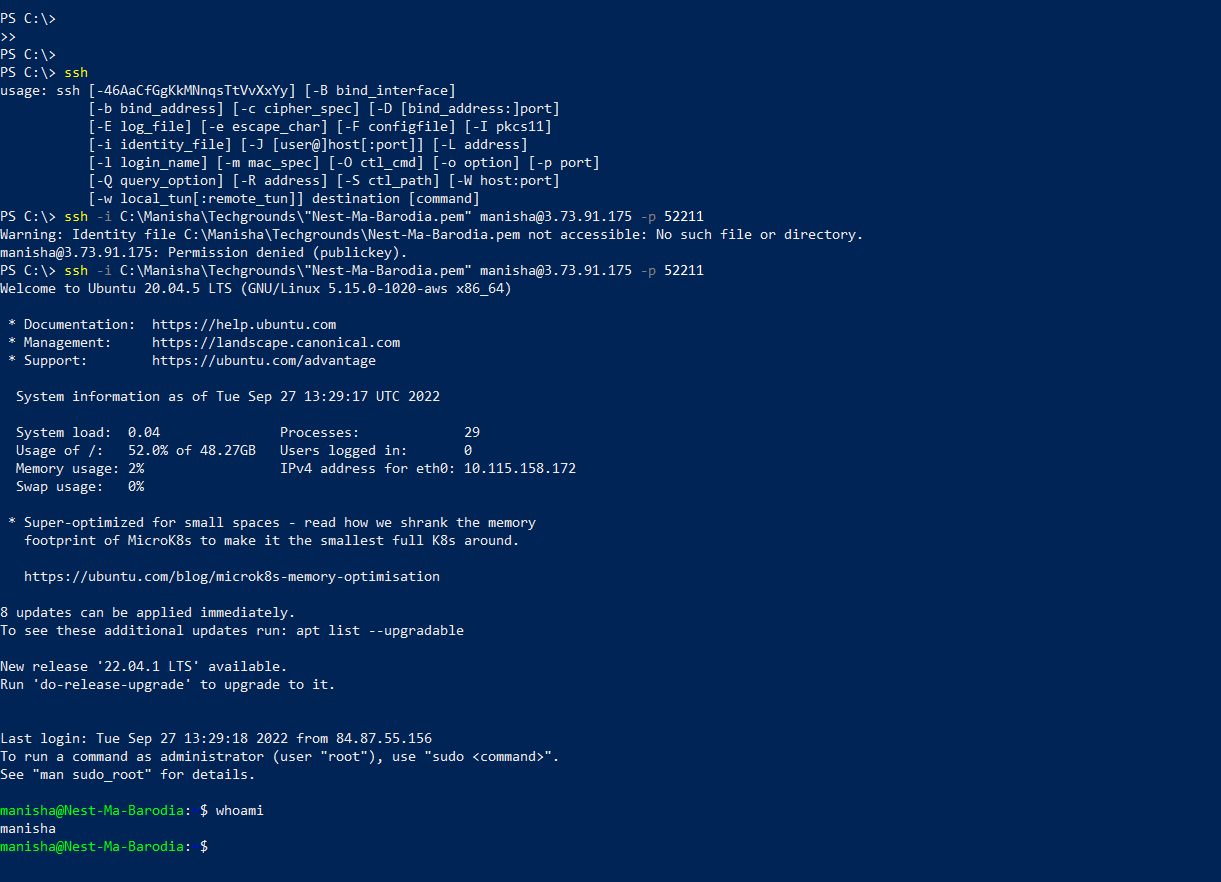 PS C:\>
>>
PS C:\>
PS C:\> ssh
usage: ssh [-46AaCfGgKkMNnqsTtVvXxYy] [-B bind_interface]
           [-b bind_address] [-c cipher_spec] [-D [bind_address:]port]
           [-E log_file] [-e escape_char] [-F configfile] [-I pkcs11]
           [-i identity_file] [-J [user@]host[:port]] [-L address]
           [-l login_name] [-m mac_spec] [-O ctl_cmd] [-o option] [-p port]
           [-Q query_option] [-R address] [-S ctl_path] [-W host:port]
           [-w local_tun[:remote_tun]] destination [command]
PS C:\> ssh -i C:\Manisha\Techgrounds\"Nest-Ma-Barodia.pem" manisha@3.73.91.175 -p 52211
Warning: Identity file C:\Manisha\Techgrounds\Nest-Ma-Barodia.pem not accessible: No such file or directory.
manisha@3.73.91.175: Permission denied (publickey).
PS C:\> ssh -i C:\Manisha\Techgrounds\"Nest-Ma-Barodia.pem" manisha@3.73.91.175 -p 52211
Welcome to Ubuntu 20.04.5 LTS (GNU/Linux 5.15.0-1020-aws x86_64)

 * Documentation:  https://help.ubuntu.com
 * Management:     https://landscape.canonical.com
 * Support:        https://ubuntu.com/advantage

  System information as of Tue Sep 27 13:29:17 UTC 2022

  System load:  0.04               Processes:             29
  Usage of /:   52.0% of 48.27GB   Users logged in:       0
  Memory usage: 2%                 IPv4 address for eth0: 10.115.158.172
  Swap usage:   0%

 * Super-optimized for small spaces - read how we shrank the memory
   footprint of MicroK8s to make it the smallest full K8s around.

   https://ubuntu.com/blog/microk8s-memory-optimisation

8 updates can be applied immediately.
To see these additional updates run: apt list --upgradable

New release '22.04.1 LTS' available.
Run 'do-release-upgrade' to upgrade to it.


Last login: Tue Sep 27 13:29:18 2022 from 84.87.55.156
To run a command as administrator (user "root"), use "sudo <command>".
See "man sudo_root" for details.

manisha@Nest-Ma-Barodia: $ whoami
manisha
manisha@Nest-Ma-Barodia: $